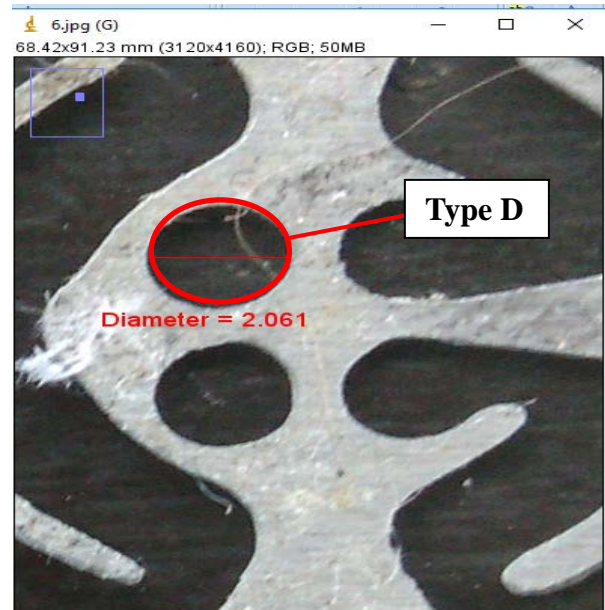 6.jpg (G)
68.42x91.23 mm (3120x4160); RGB; 50MB
Type D
Diameter = 2.061